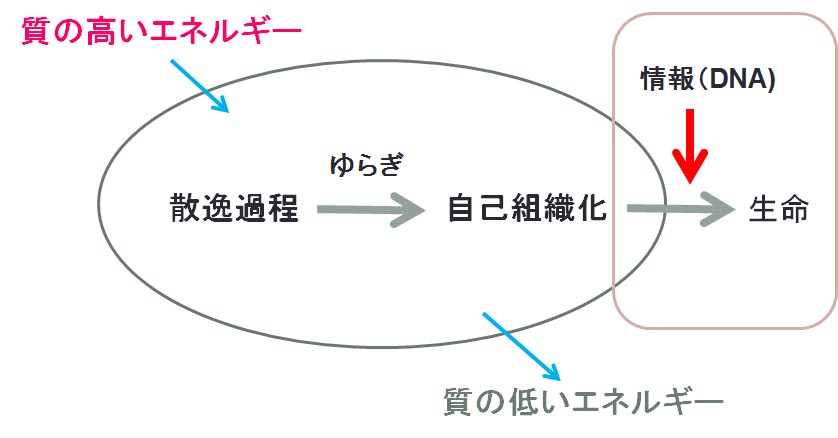 質の高いエネルギー
情報（DNA)
ゆらぎ
散逸過程
自己組織化
生命
質の低いエネルギー